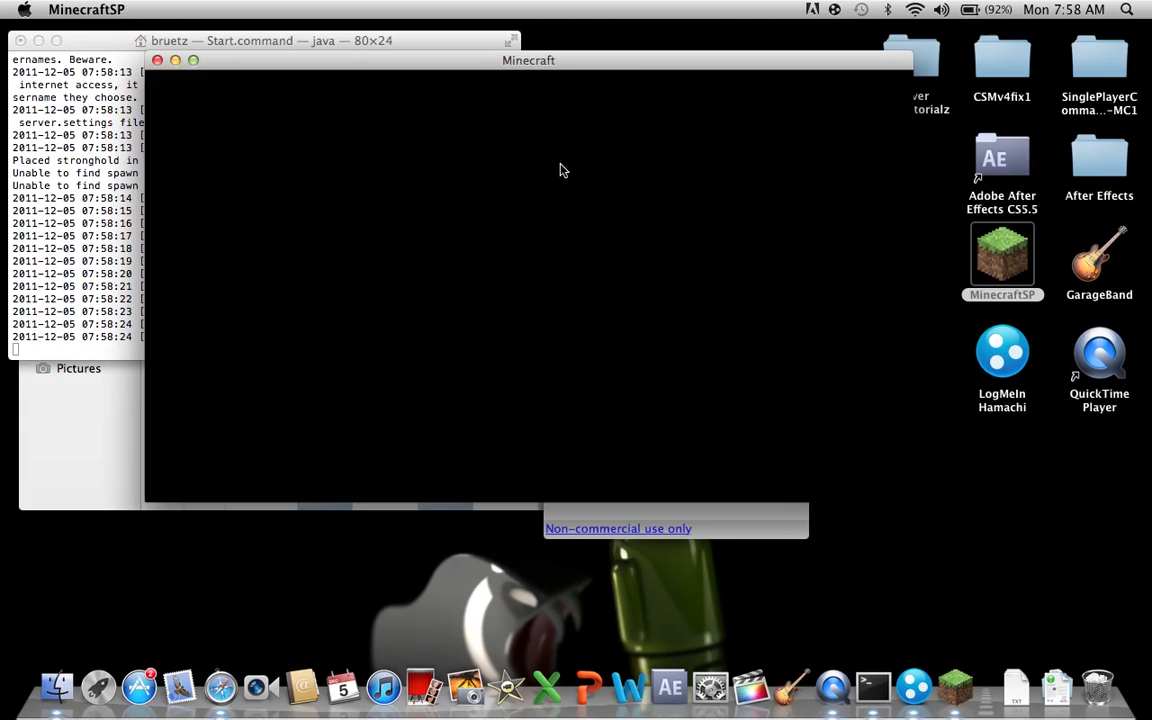 MinecraftSP
(92%) Mon 7:58 AM
bruetz — Start.command — java — 80×24
ernames. Beware.
2011-12-05 07:58:13 [
internet access, it
sername they choose.
2011-12-05 07:58:13 [
server.settings file
2011-12-05 07:58:13 [
2011-12-05 07:58:13 [
Placed stronghold in
Unable to find spawn
Unable to find spawn
2011-12-05 07:58:14 [
2011-12-05 07:58:15 [
2011-12-05 07:58:16 [
2011-12-05 07:58:17 [
2011-12-05 07:58:18 [
2011-12-05 07:58:19 [
2011-12-05 07:58:20 [
2011-12-05 07:58:21 [
2011-12-05 07:58:22 [
2011-12-05 07:58:23 [
2011-12-05 07:58:24 [
2011-12-05 07:58:24 [
Pictures
Minecraft
Non-commercial use only
ver
torialz
CSMv4fix1
SinglePlayerC
omma...-MC1
AE
Adobe After
Effects CS5.5
After Effects
MinecraftSP
GarageBand
LogMeIn
Hamachi
QuickTime
Player
2
DEC
5
X
P
W
AE
>_
TXT